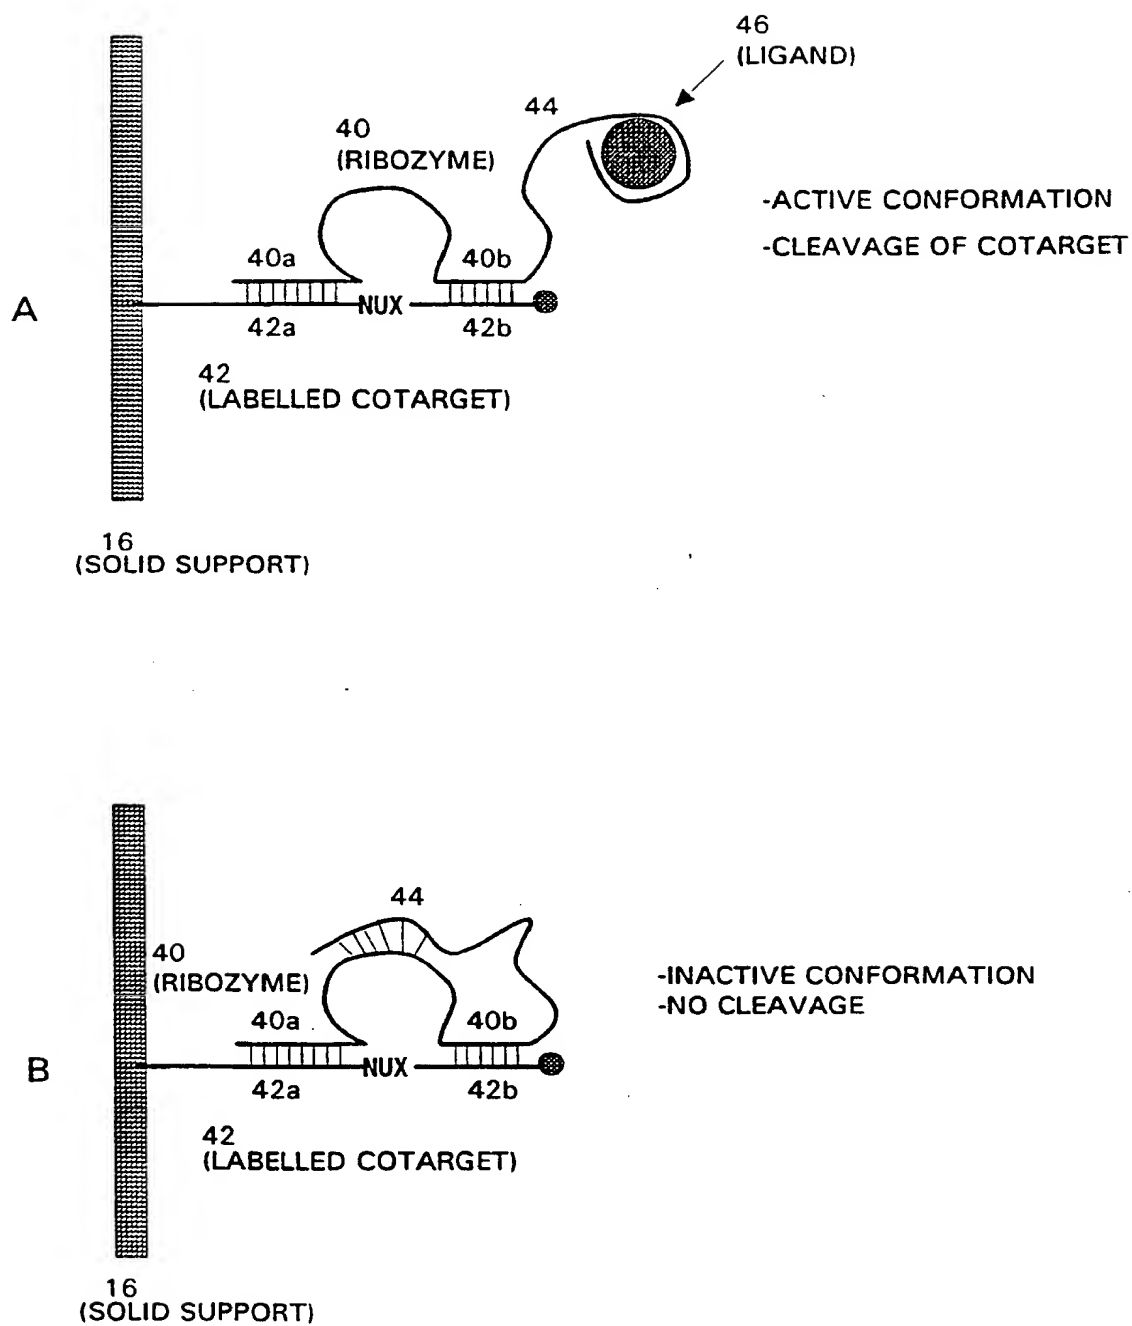 46
(LIGAND)
44
40
(RIBOZYME)
-ACTIVE CONFORMATION
-CLEAVAGE OF COTARGET
40a
40b
A
NUX
42a
42b
42
(LABELLED COTARGET)
16
(SOLID SUPPORT)
44
40
(RIBOZYME)
-INACTIVE CONFORMATION
-NO CLEAVAGE
40a
40b
B
NUX
42a
42b
42
(LABELLED COTARGET)
16
(SOLID SUPPORT)